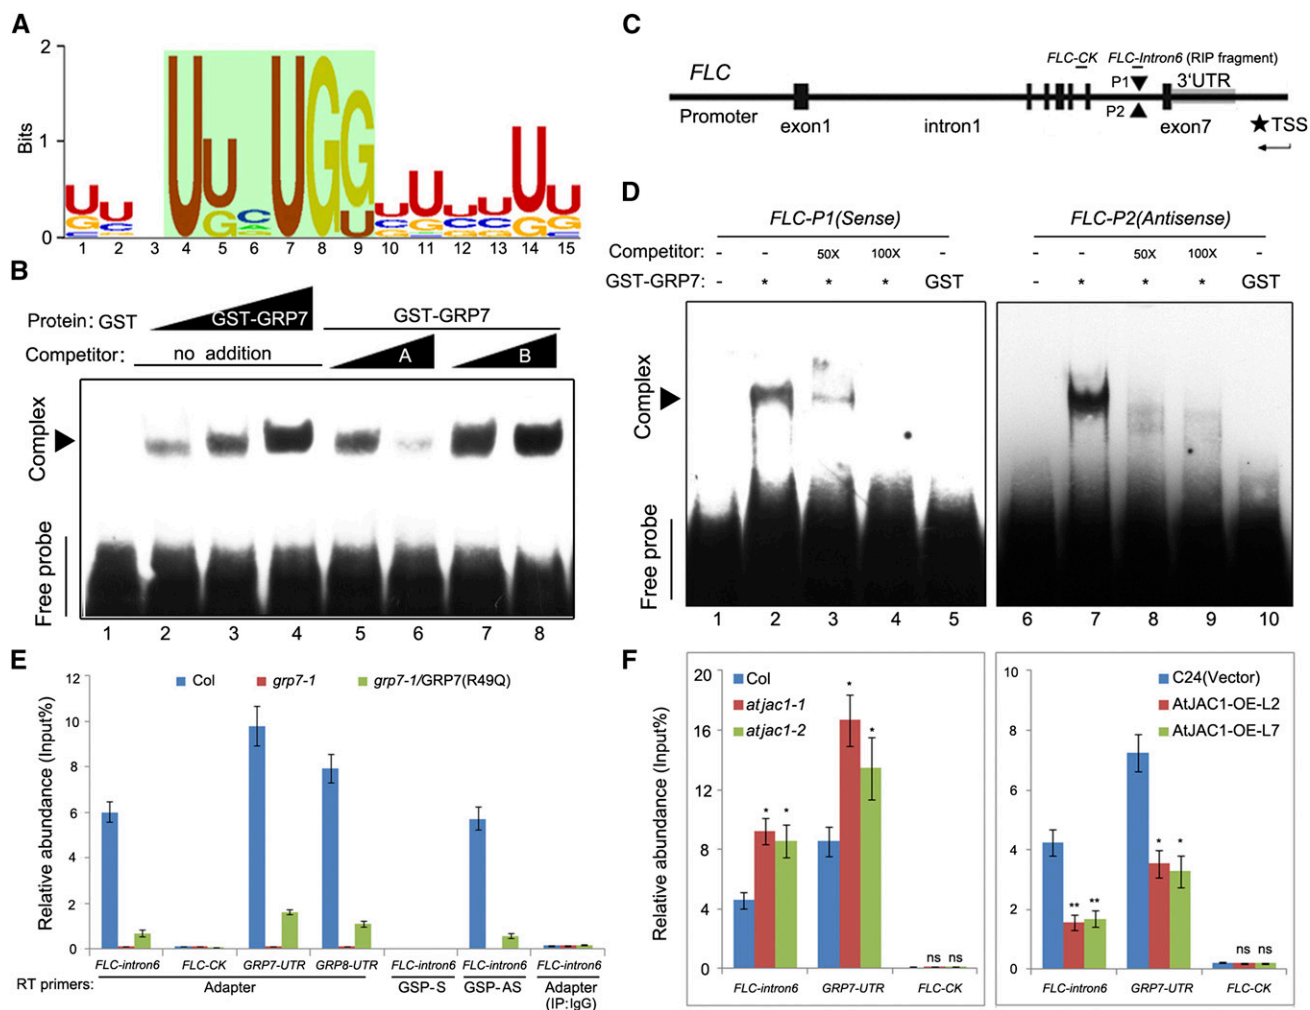 A
2
Bits
1
0
U G U C U U G C A U G G U U C U G U C U C U G U G
1 2 3 4 5 6 7 8 9 10 11 12 13 14 15
B
Protein: GST GST-GRP7 GST-GRP7
Competitor: no addition A B
Complex
Free probe
1 2 3 4 5 6 7 8
C
FLC-CK FLC-Intron6 (RIP fragment)
FLC P1 3'UTR
Promoter exon1 intron1 P2 exon7 ★TSS
D
FLC-P1(Sense) FLC-P2(Antisense)
Competitor: - - 50X 100X - - - 50X 100X -
GST-GRP7: - * * * GST - * * * GST
Complex
Free probe
1 2 3 4 5 6 7 8 9 10
E
Relative abundance (Input%)
12
10
8
6
4
2
0
Col grp7-1 grp7-1/GRP7(R49Q)
FLC-intron6 FLC-CK GRP7-UTR GRP8-UTR FLC-intron6 FLC-intron6 FLC-intron6
RT primers: Adapter GSP-S GSP-AS Adapter
(IP:IgG)
F
Relative abundance (Input%)
20
16
12
8
4
0
Col
atjac1-1
atjac1-2
* * * * ns ns
FLC-intron6 GRP7-UTR FLC-CK
10
8
6
4
2
0
C24(Vector)
AtJAC1-OE-L2
AtJAC1-OE-L7
** ** * * ns ns
FLC-intron6 GRP7-UTR FLC-CK